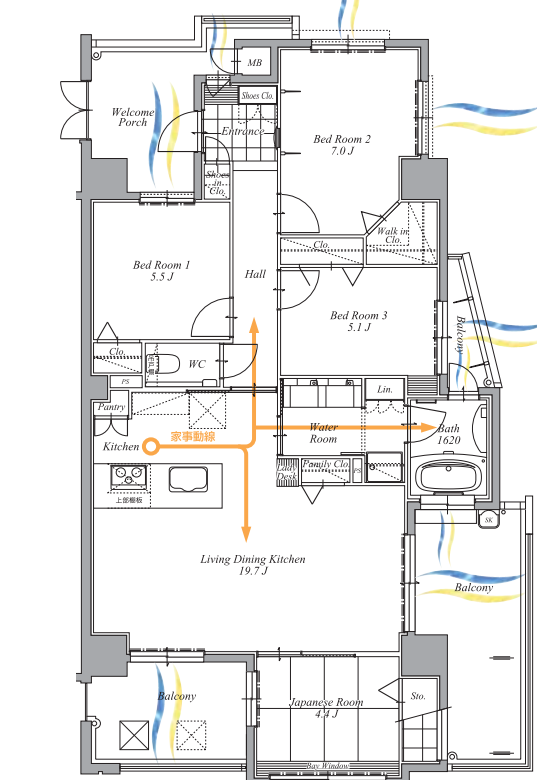 MB
Shoes Clo.
Welcome
Porch
Entrance
Bed Room 2
7.0 J
Shoes
in
Clo.
Walk in
Clo.
Clo.
Bed Room 1
5.5 J
Hall
Bed Room 3
5.1 J
Balcony
Clo.
WC
PS
Lin.
Pantry
Kitchen
家事動線
Water
Room
Bath
1620
Lady
Desk
Family Clo.
PS
上部棚板
SK
Living Dining Kitchen
19.7 J
Balcony
Balcony
Japanese Room
4.4 J
Sto.
Bay Window